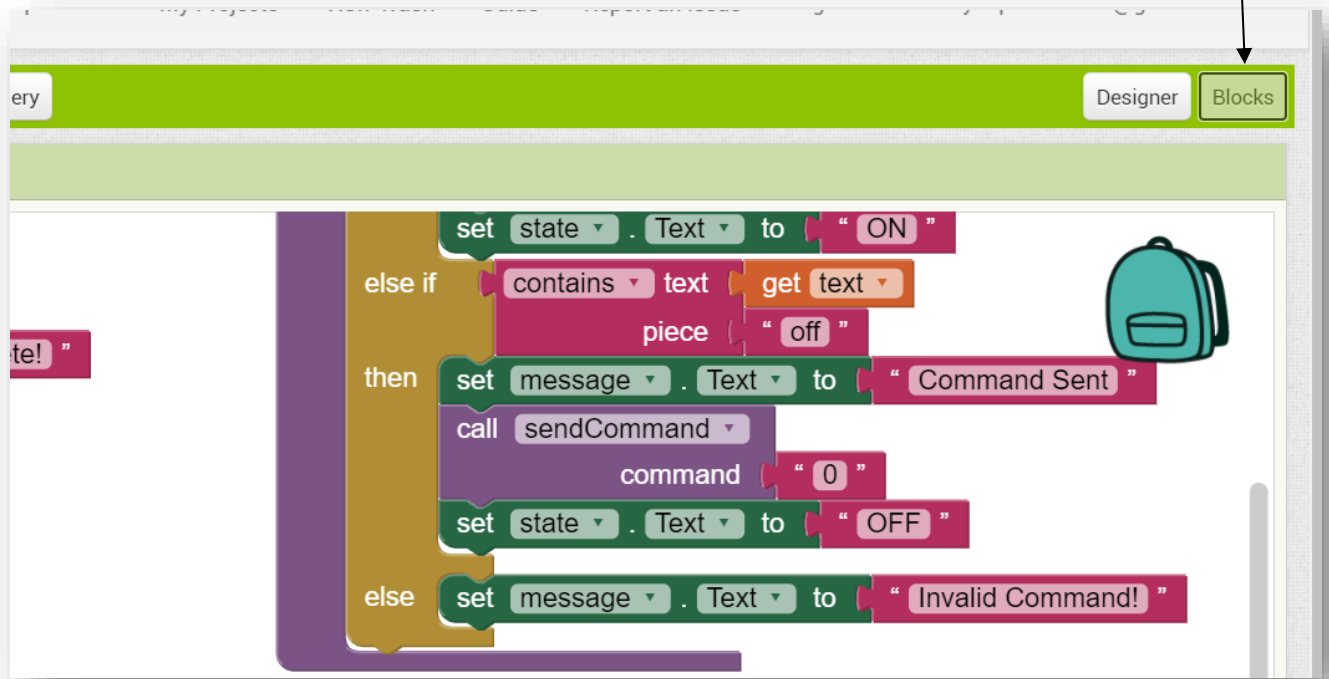 ery Designer Blocks
set state . Text to “ ON ”
else if contains text get text
piece “ off ”
te! ”
then set message . Text to “ Command Sent ”
call sendCommand
command “ 0 ”
set state . Text to “ OFF ”
else set message . Text to “ Invalid Command! ”